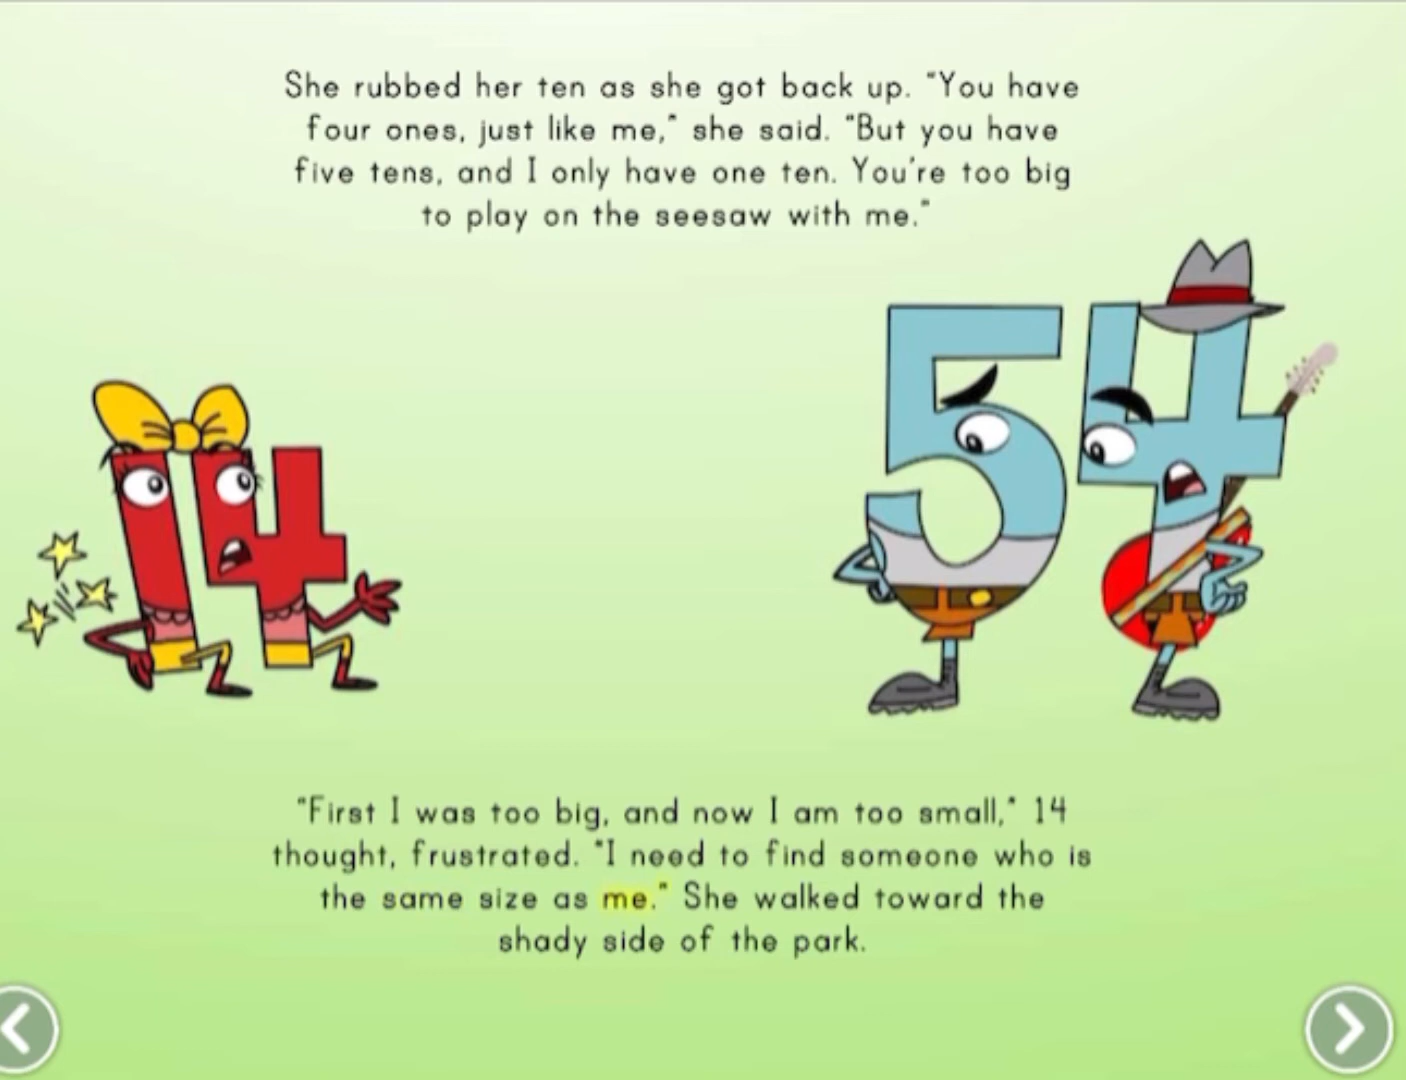 She rubbed her ten as she got back up. "You have
four ones, just like me," she said. "But you have
five tens, and I only have one ten. You're too big
to play on the seesaw with me."
14
54
"First I was too big, and now I am too small," 14
thought, frustrated. "I need to find someone who is
the same size as me." She walked toward the
shady side of the park.